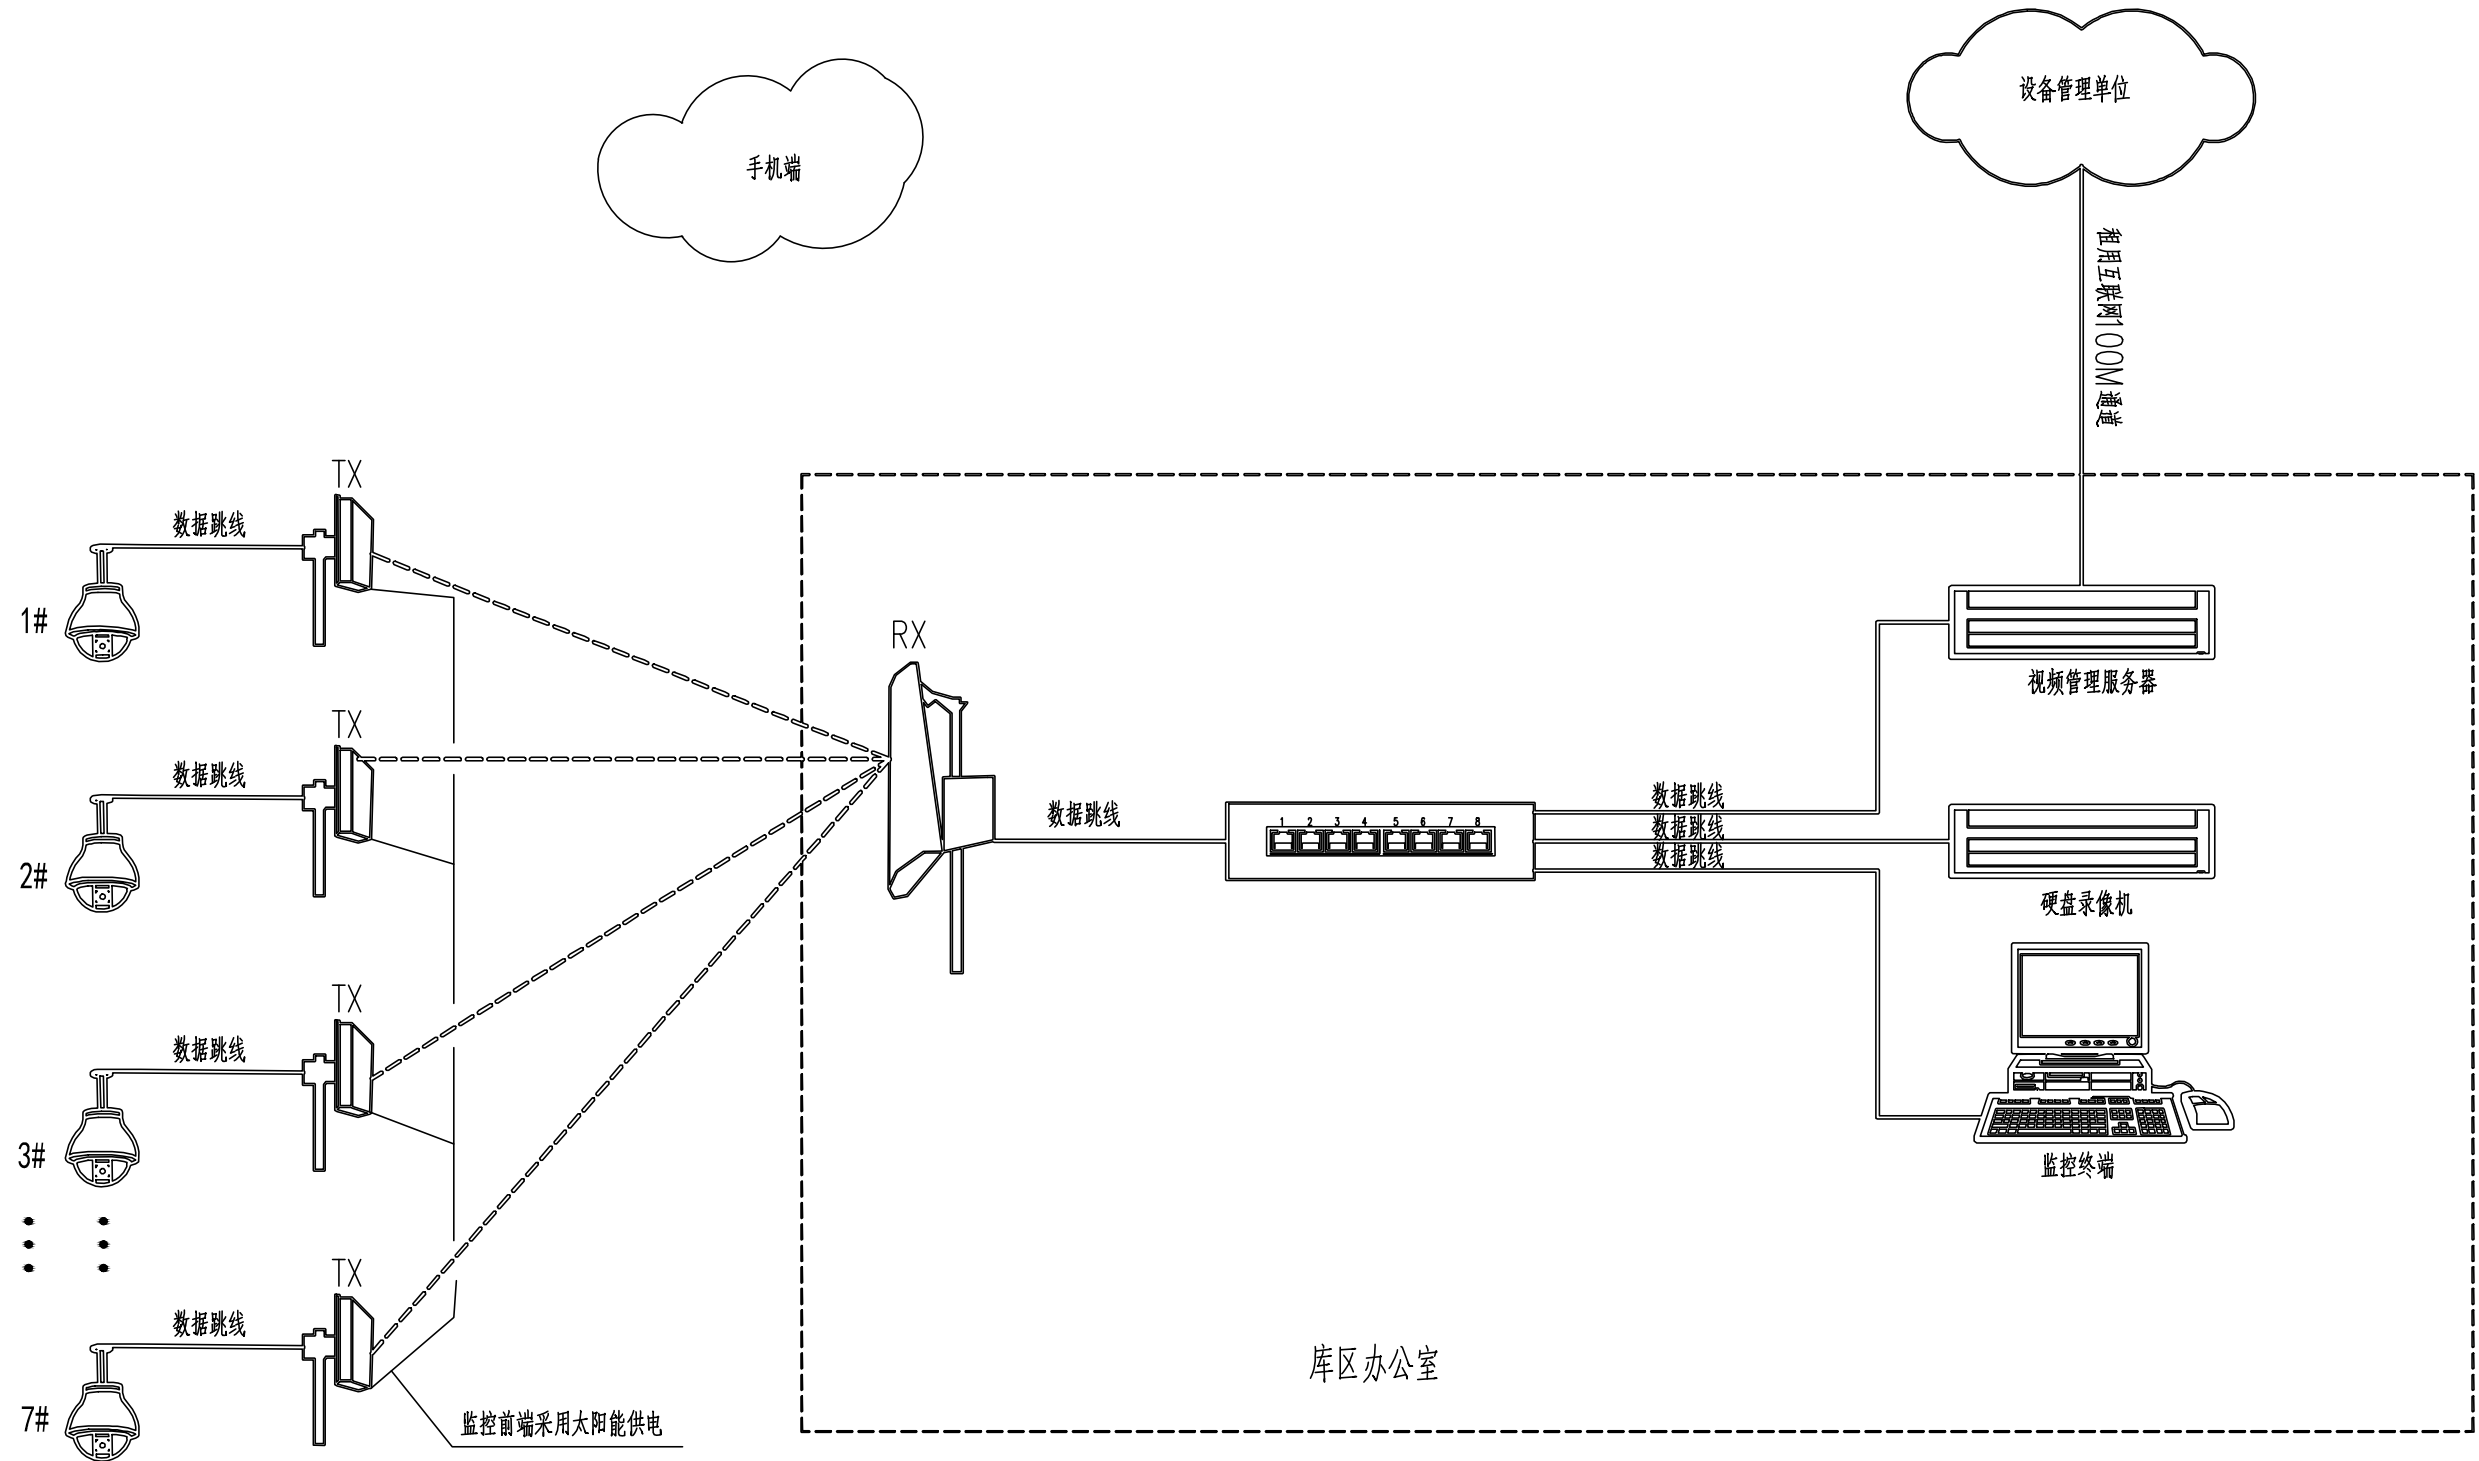 设备管理单位
手机端
租用互联网100M通道
TX
数据跳线
1#
RX
视频管理服务器
TX
数据跳线
2#
数据跳线
1 2 3 4 5 6 7 8
数据跳线
数据跳线
数据跳线
硬盘录像机
TX
数据跳线
3#
监控终端
TX
数据跳线
7#
监控前端采用太阳能供电
库区办公室